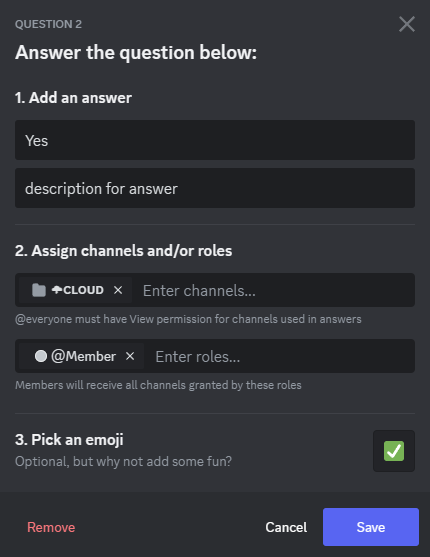 QUESTION 2
Answer the question below:
1. Add an answer
Yes
description for answer
2. Assign channels and/or roles
CLOUD × Enter channels...
@everyone must have View permission for channels used in answers
@Member × Enter roles...
Members will receive all channels granted by these roles
3. Pick an emoji
Optional, but why not add some fun?
Remove Cancel Save